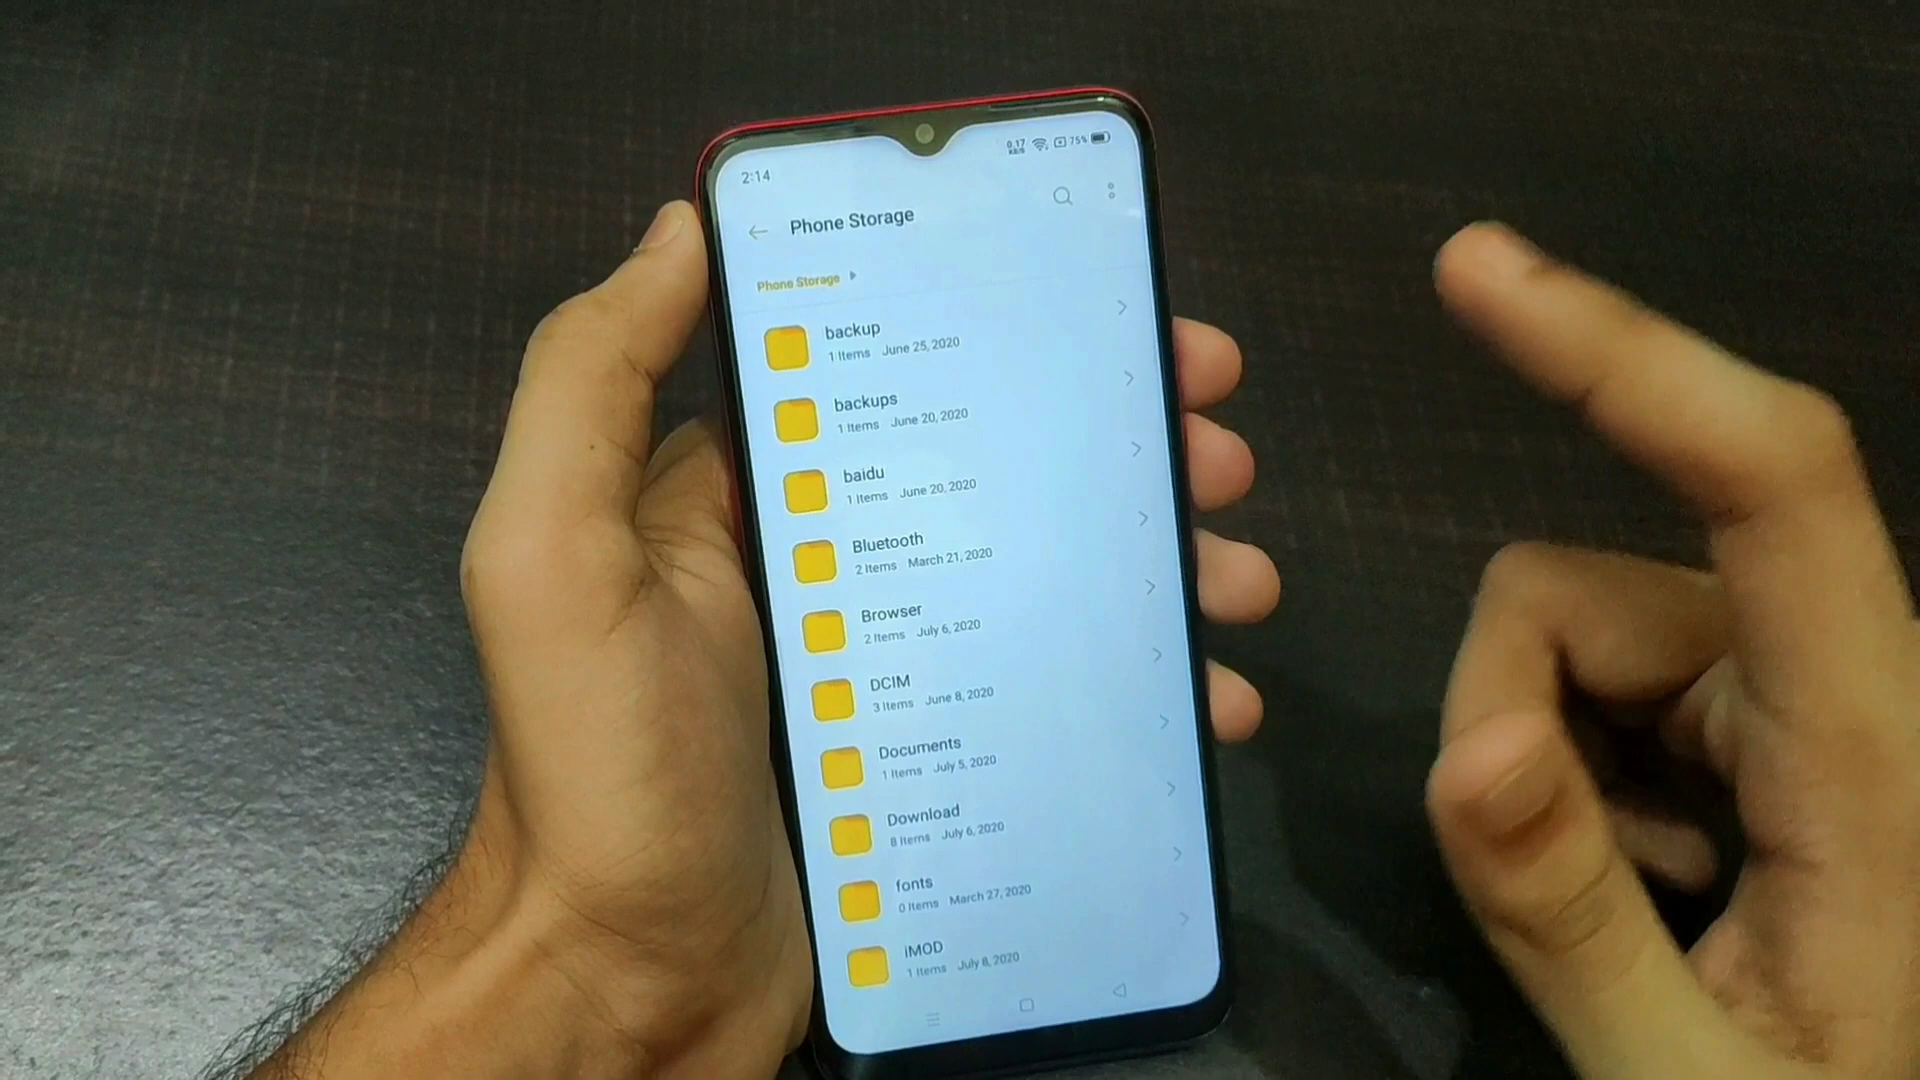 2:14
0.17
KB/S
75%
Phone Storage
Phone Storage
backup
1 Items June 25, 2020
backups
1 Items June 20, 2020
baidu
1 Items June 20, 2020
Bluetooth
2 Items March 21, 2020
Browser
2 Items July 6, 2020
DCIM
3 Items June 8, 2020
Documents
1 Items July 5, 2020
Download
8 Items July 6, 2020
fonts
0 Items March 27, 2020
iMOD
1 Items July 8, 2020